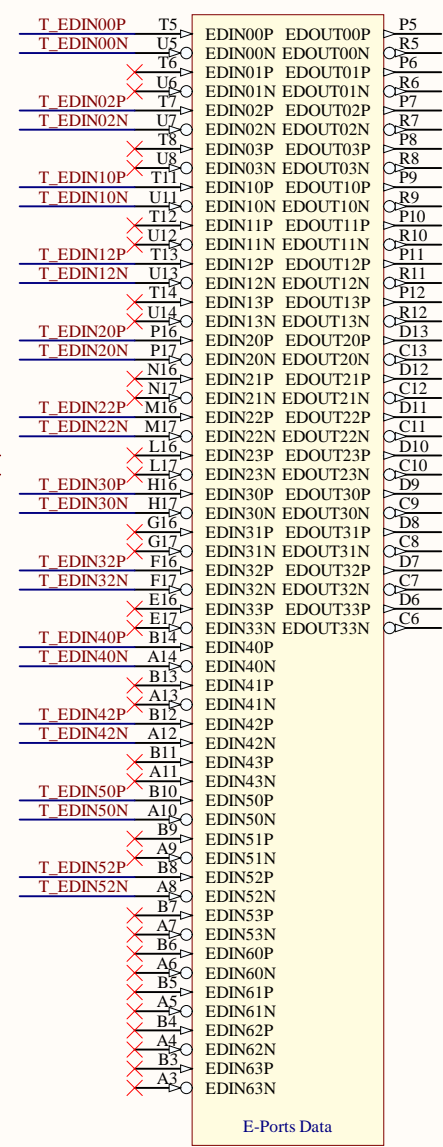 T_EDIN00P T5 EDIN00P EDOUT00P P5
T_EDIN00N U5 EDIN00N EDOUT00N R5
T6 EDIN01P EDOUT01P P6
U6 EDIN01N EDOUT01N R6
T_EDIN02P T7 EDIN02P EDOUT02P P7
T_EDIN02N U7 EDIN02N EDOUT02N R7
T8 EDIN03P EDOUT03P P8
U8 EDIN03N EDOUT03N R8
T_EDIN10P T11 EDIN10P EDOUT10P P9
T_EDIN10N U11 EDIN10N EDOUT10N R9
T12 EDIN11P EDOUT11P P10
U12 EDIN11N EDOUT11N R10
T_EDIN12P T13 EDIN12P EDOUT12P P11
T_EDIN12N U13 EDIN12N EDOUT12N R11
T14 EDIN13P EDOUT13P P12
U14 EDIN13N EDOUT13N R12
T_EDIN20P P16 EDIN20P EDOUT20P D13
T_EDIN20N P17 EDIN20N EDOUT20N C13
N16 EDIN21P EDOUT21P D12
N17 EDIN21N EDOUT21N C12
T_EDIN22P M16 EDIN22P EDOUT22P D11
T_EDIN22N M17 EDIN22N EDOUT22N C11
L16 EDIN23P EDOUT23P D10
L17 EDIN23N EDOUT23N C10
T_EDIN30P H16 EDIN30P EDOUT30P D9
T_EDIN30N H17 EDIN30N EDOUT30N C9
G16 EDIN31P EDOUT31P D8
G17 EDIN31N EDOUT31N C8
T_EDIN32P F16 EDIN32P EDOUT32P D7
T_EDIN32N F17 EDIN32N EDOUT32N C7
E16 EDIN33P EDOUT33P D6
E17 EDIN33N EDOUT33N C6
T_EDIN40P B14 EDIN40P
T_EDIN40N A14 EDIN40N
B13 EDIN41P
A13 EDIN41N
T_EDIN42P B12 EDIN42P
T_EDIN42N A12 EDIN42N
B11 EDIN43P
A11 EDIN43N
T_EDIN50P B10 EDIN50P
T_EDIN50N A10 EDIN50N
B9 EDIN51P
A9 EDIN51N
T_EDIN52P B8 EDIN52P
T_EDIN52N A8 EDIN52N
B7 EDIN53P
A7 EDIN53N
B6 EDIN60P
A6 EDIN60N
B5 EDIN61P
A5 EDIN61N
B4 EDIN62P
A4 EDIN62N
B3 EDIN63P
A3 EDIN63N
E-Ports Data